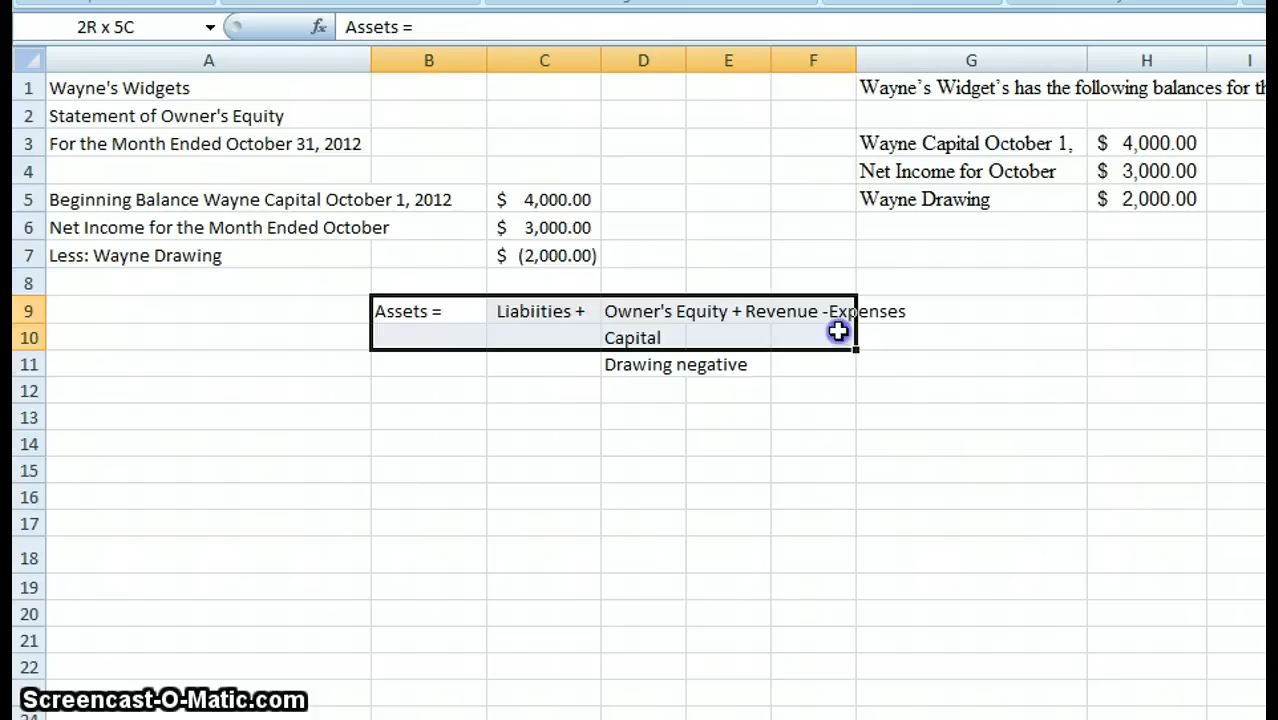 2R x 5C fx Assets =
A B C D E F G H I
1 Wayne's Widgets Wayne's Widget's has the following balances for
2 Statement of Owner's Equity
3 For the Month Ended October 31, 2012 Wayne Capital October 1, $ 4,000.00
4 Net Income for October $ 3,000.00
5 Beginning Balance Wayne Capital October 1, 2012 $ 4,000.00 Wayne Drawing $ 2,000.00
6 Net Income for the Month Ended October $ 3,000.00
7 Less: Wayne Drawing $ (2,000.00)
8
9 Assets = Liabiities + Owner's Equity + Revenue -Expenses
10 Capital
11 Drawing negative
12
13
14
15
16
17
18
19
20
21
22
Screencast-O-Matic.com